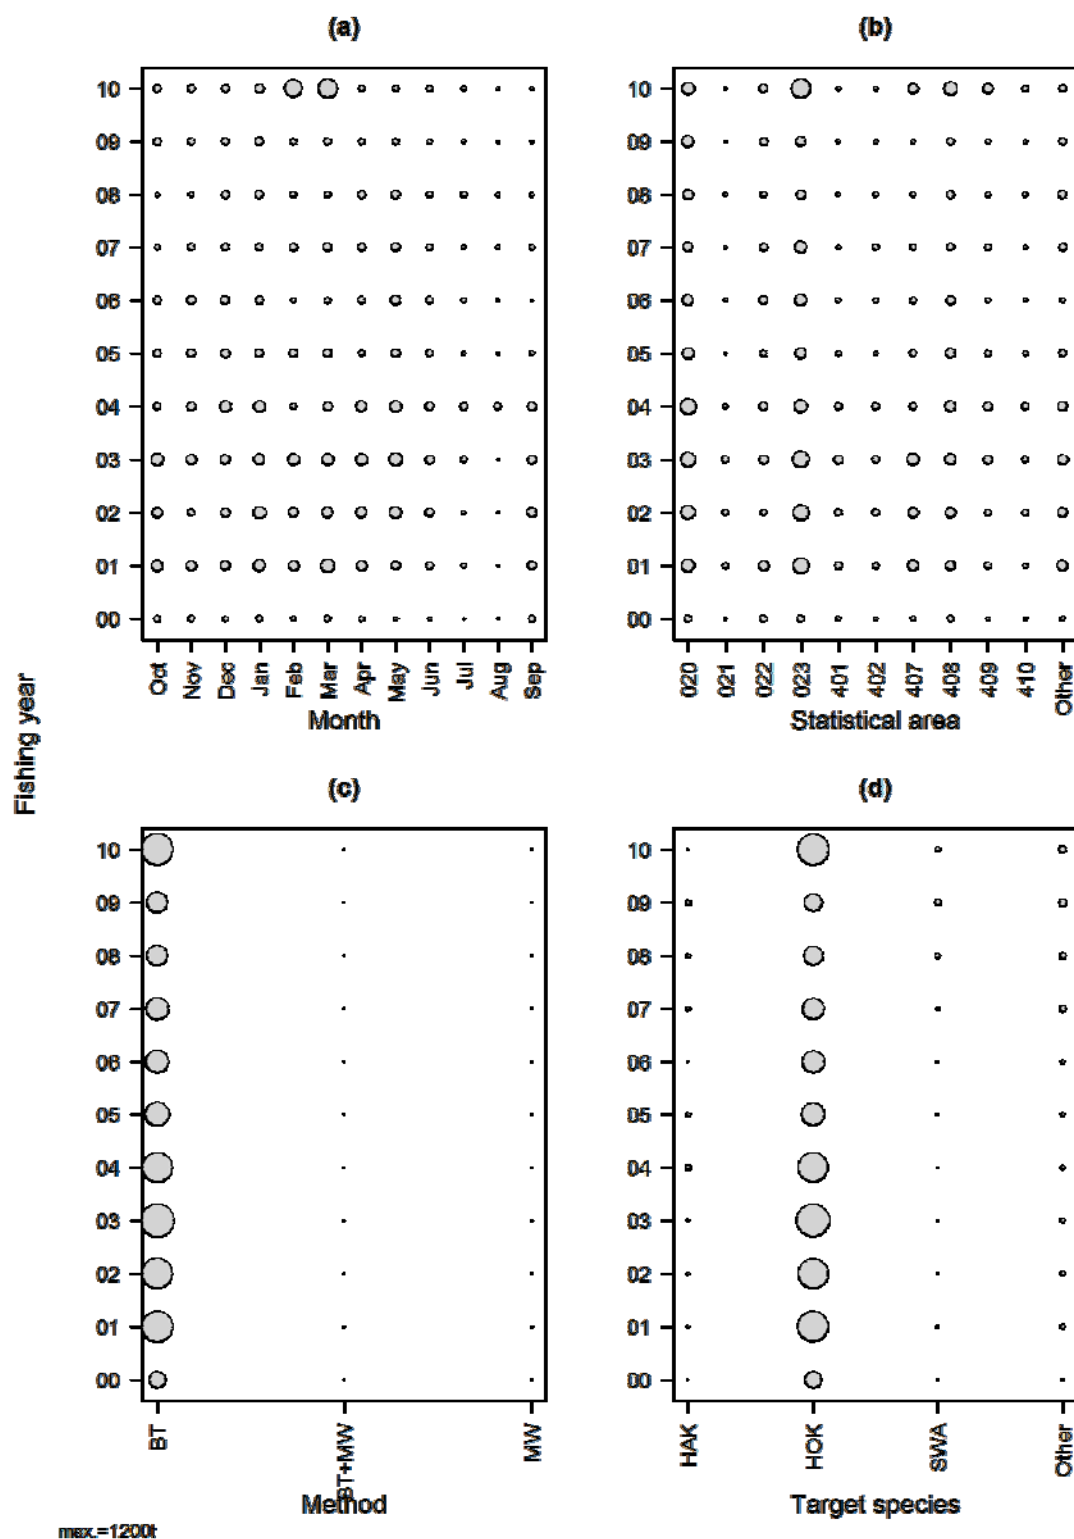 (a)
10
09
08
07
06
05
04
03
02
01
00
Oct
Nov
Dec
Jan
Feb
Mar
Apr
May
Jun
Jul
Aug
Sep
Month
(b)
10
09
08
07
06
05
04
03
02
01
00
020
021
022
023
401
402
407
408
409
410
Other
Statistical area
Fishing year
(c)
10
09
08
07
06
05
04
03
02
01
00
BT
BT+MW
MW
Method
(d)
10
09
08
07
06
05
04
03
02
01
00
HAK
HOK
SWA
Other
Target species
max.=1200t